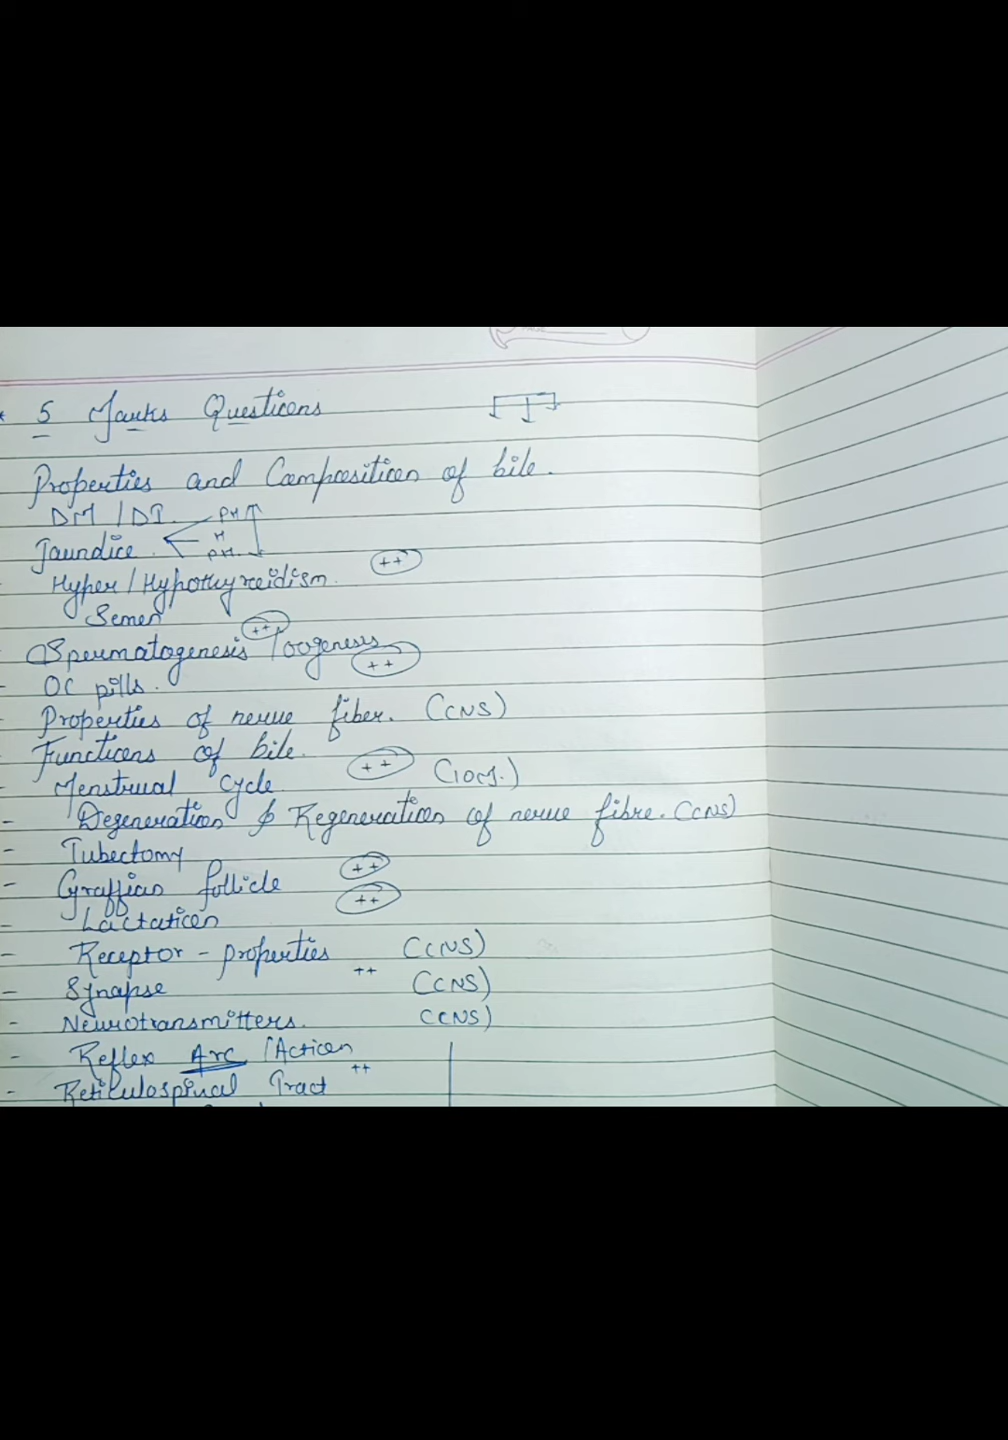 * 5 Marks Questions
Properties and Composition of bile.
DM / DI PH
Jaundice. H
PH
Hyper/Hypothyroidism. ++
Semen
Spermatogenesis / oogenesis ++
OC pills. ++
Properties of nerve fiber. (CNS)
Functions of bile.
Menstrual cycle ++ (10M.)
- Degeneration & Regeneration of nerve fibre. (CNS)
- Tubectomy
- Graffian follicle ++
Lactation ++
- Receptor - properties (CNS)
- Synapse ++ (CNS)
- Neurotransmitters. (CNS)
- Reflex Arc / Action
- Reticulospinal Tract ++